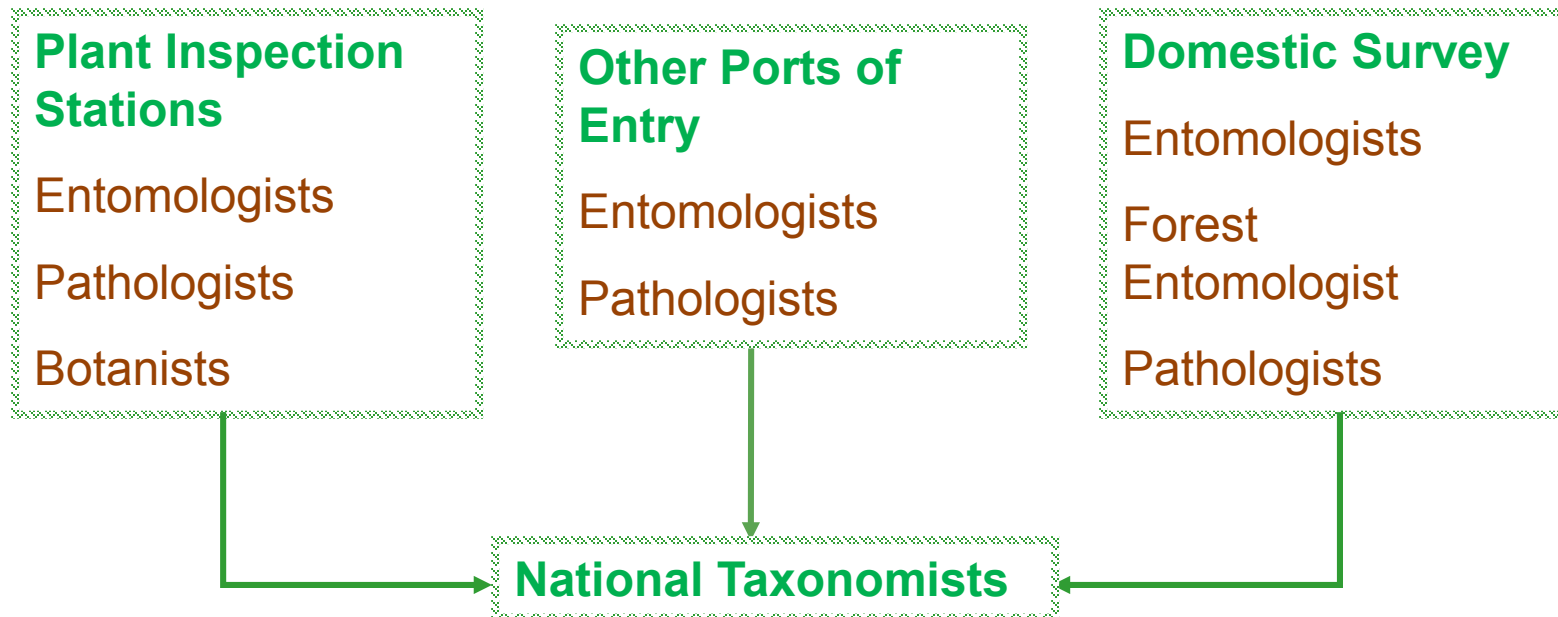 Plant Inspection
Stations
Entomologists
Pathologists
Botanists
Other Ports of
Entry
Entomologists
Pathologists
Domestic Survey
Entomologists
Forest
Entomologist
Pathologists
National Taxonomists